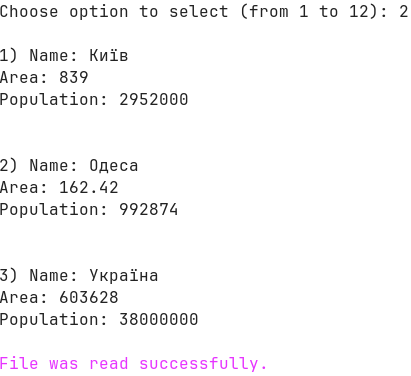 Choose option to select (from 1 to 12): 2
1) Name: Київ
Area: 839
Population: 2952000
2) Name: Одеса
Area: 162.42
Population: 992874
3) Name: Україна
Area: 603628
Population: 38000000
File was read successfully.